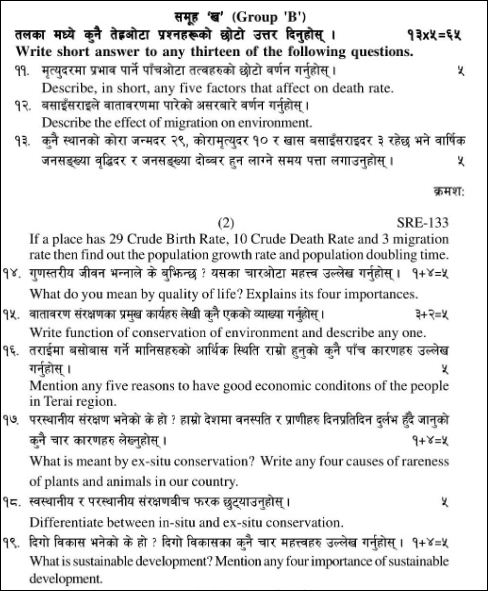 समूह ‘ख’ (Group 'B')
तलका मध्ये कुनै तेह्रओटा प्रश्नहरूको छोटो उत्तर दिनुहोस् । १३×५=६५
Write short answer to any thirteen of the following questions.
११. मृत्युदरमा प्रभाव पार्ने पाँचओटा तत्वहरुको छोटो बर्णन गर्नुहोस् । ५
Describe, in short, any five factors that affect on death rate.
१२. बसाइँसराइले वातावरणमा पारेको असरबारे वर्णन गर्नुहोस् ।
Describe the effect of migration on environment.
१३. कुनै स्थानको कोरा जन्मदर २९, कोरामृत्युदर १० र खास बसाइँसराइदर ३ रहेछ भने वार्षिक
जनसङ्ख्या वृद्धिदर र जनसङ्ख्या दोब्बर हुन लाग्ने समय पत्ता लगाउनुहोस् । ५
क्रमशः
(2) SRE-133
If a place has 29 Crude Birth Rate, 10 Crude Death Rate and 3 migration
rate then find out the population growth rate and population doubling time.
१४. गुणस्तरीय जीवन भन्नाले के बुझिन्छ ? यसका चारओटा महत्त्व उल्लेख गर्नुहोस् । १+४=५
What do you mean by quality of life? Explains its four importances.
१५. वातावरण संरक्षणका प्रमुख कार्यहरु लेखी कुनै एकको व्याख्या गर्नुहोस् । ३+२=५
Write function of conservation of environment and describe any one.
१६. तराईमा बसोबास गर्ने मानिसहरुको आर्थिक स्थिति राम्रो हुनुको कुनै पाँच कारणहरु उल्लेख
गर्नुहोस् । ५
Mention any five reasons to have good economic conditons of the people
in Terai region.
१७. परस्थानीय संरक्षण भनेको के हो ? हाम्रो देशमा वनस्पति र प्राणीहरु दिनप्रतिदिन दुर्लभ हुँदै जानुको
कुनै चार कारणहरु लेख्नुहोस् । १+४=५
What is meant by ex-situ conservation? Write any four causes of rareness
of plants and animals in our country.
१८. स्वस्थानीय र परस्थानीय संरक्षणबीच फरक छुट्याउनुहोस् । ५
Differentiate between in-situ and ex-situ conservation.
१९. दिगो विकास भनेको के हो ? दिगो विकासका कुनै चार महत्त्वहरु उल्लेख गर्नुहोस् । १+४=५
What is sustainable development? Mention any four importance of sustainable
development.